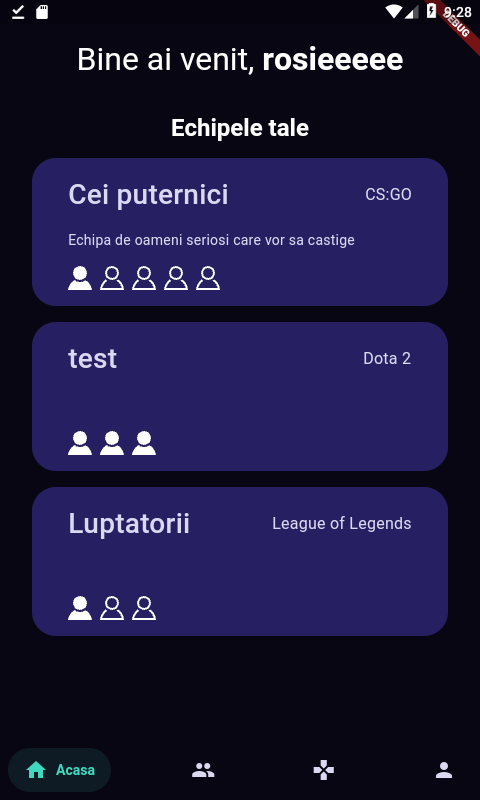 9:28
DEBUG
Bine ai venit, rosieeeee
Echipele tale
Cei puternici
CS:GO
Echipa de oameni seriosi care vor sa castige
test
Dota 2
Luptatorii
League of Legends
Acasa